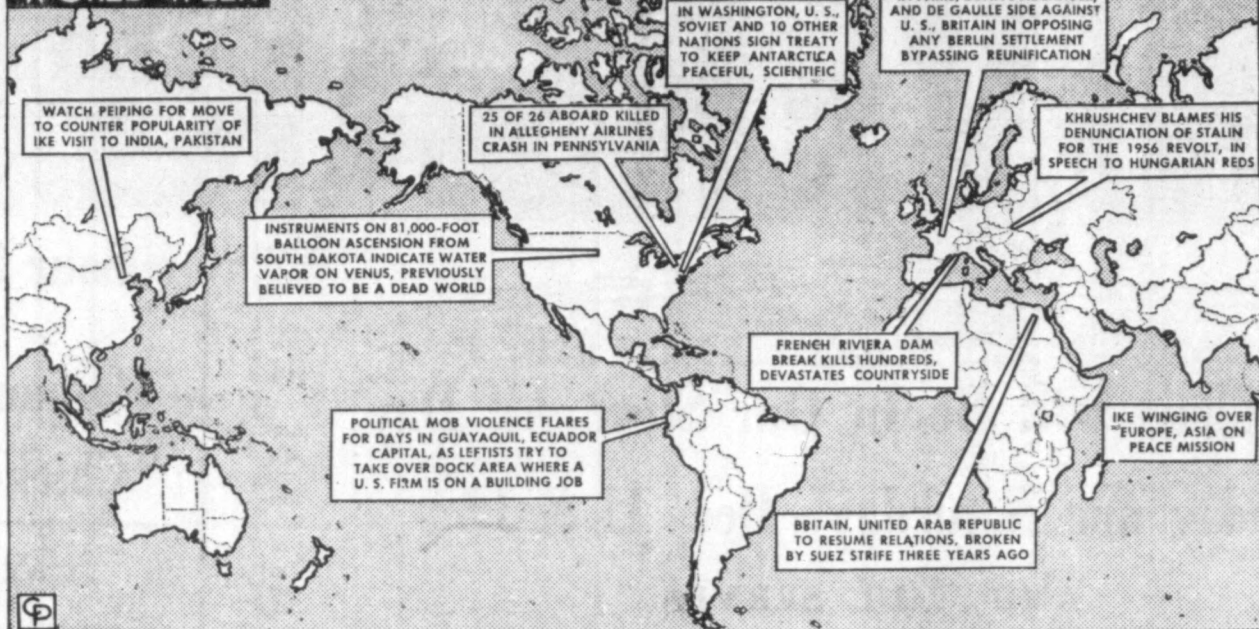 IN WASHINGTON, U. S.,
SOVIET AND 10 OTHER
NATIONS SIGN TREATY
TO KEEP ANTARCTICA
PEACEFUL, SCIENTIFIC
AND DE GAULLE SIDE AGAINST
U. S., BRITAIN IN OPPOSING
ANY BERLIN SETTLEMENT
BYPASSING REUNIFICATION
WATCH PEIPING FOR MOVE
TO COUNTER POPULARITY OF
IKE VISIT TO INDIA, PAKISTAN
25 OF 26 ABOARD KILLED
IN ALLEGHENY AIRLINES
CRASH IN PENNSYLVANIA
KHRUSHCHEV BLAMES HIS
DENUNCIATION OF STALIN
FOR THE 1956 REVOLT, IN
SPEECH TO HUNGARIAN REDS
INSTRUMENTS ON 81,000-FOOT
BALLOON ASCENSION FROM
SOUTH DAKOTA INDICATE WATER
VAPOR ON VENUS, PREVIOUSLY
BELIEVED TO BE A DEAD WORLD
FRENCH RIVIERA DAM
BREAK KILLS HUNDREDS,
DEVASTATES COUNTRYSIDE
POLITICAL MOB VIOLENCE FLARES
FOR DAYS IN GUAYAQUIL, ECUADOR
CAPITAL, AS LEFTISTS TRY TO
TAKE OVER DOCK AREA WHERE A
U. S. FIRM IS ON A BUILDING JOB
IKE WINGING OVER
EUROPE, ASIA ON
PEACE MISSION
BRITAIN, UNITED ARAB REPUBLIC
TO RESUME RELATIONS, BROKEN
BY SUEZ STRIFE THREE YEARS AGO
CP